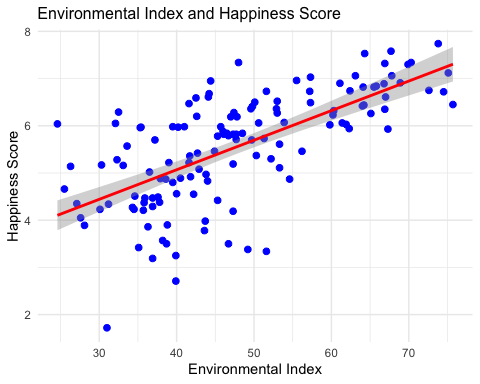 Environmental Index and Happiness Score
8
6
4
2
Happiness Score
30 40 50 60 70
Environmental Index